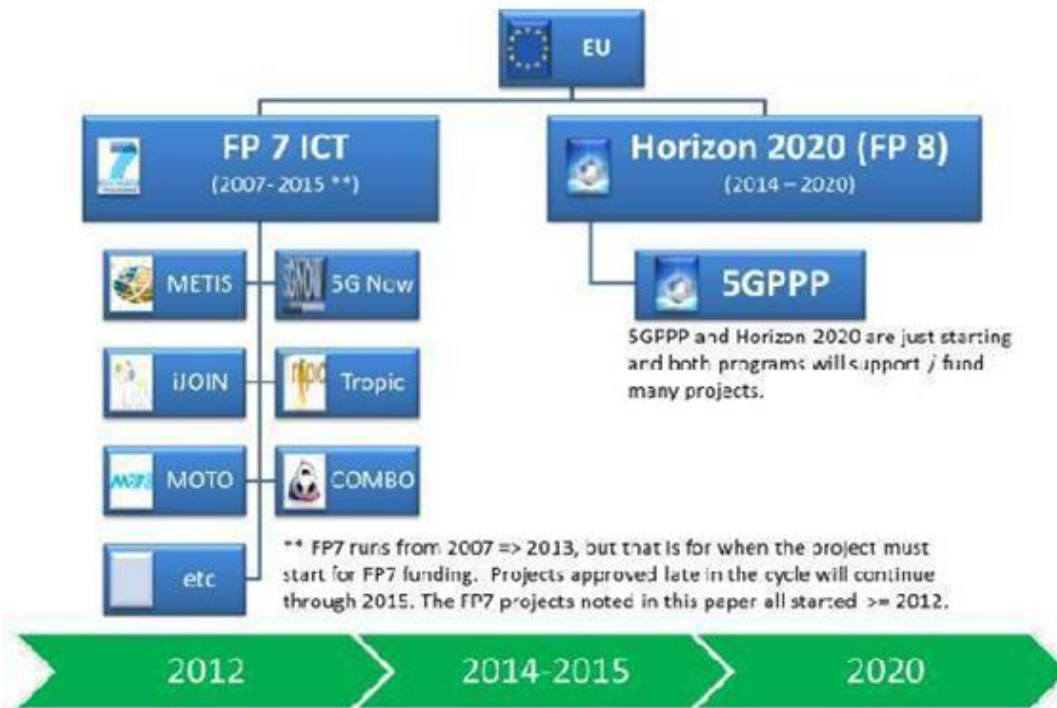 EU
FP 7 ICT
(2007-2015 **)
Horizon 2020 (FP 8)
(2014 – 2020)
METIS
5G Now
5GPPP
5GPPP and Horizon 2020 are just starting
and both programs will support / fund
many projects.
iJOIN
Tropic
MOTO
COMBO
etc
** FP7 runs from 2007 => 2013, but that is for when the project must
start for FP7 funding. Projects approved late in the cycle will continue
through 2015. The FP7 projects noted in this paper all started >= 2012.
2012
2014-2015
2020